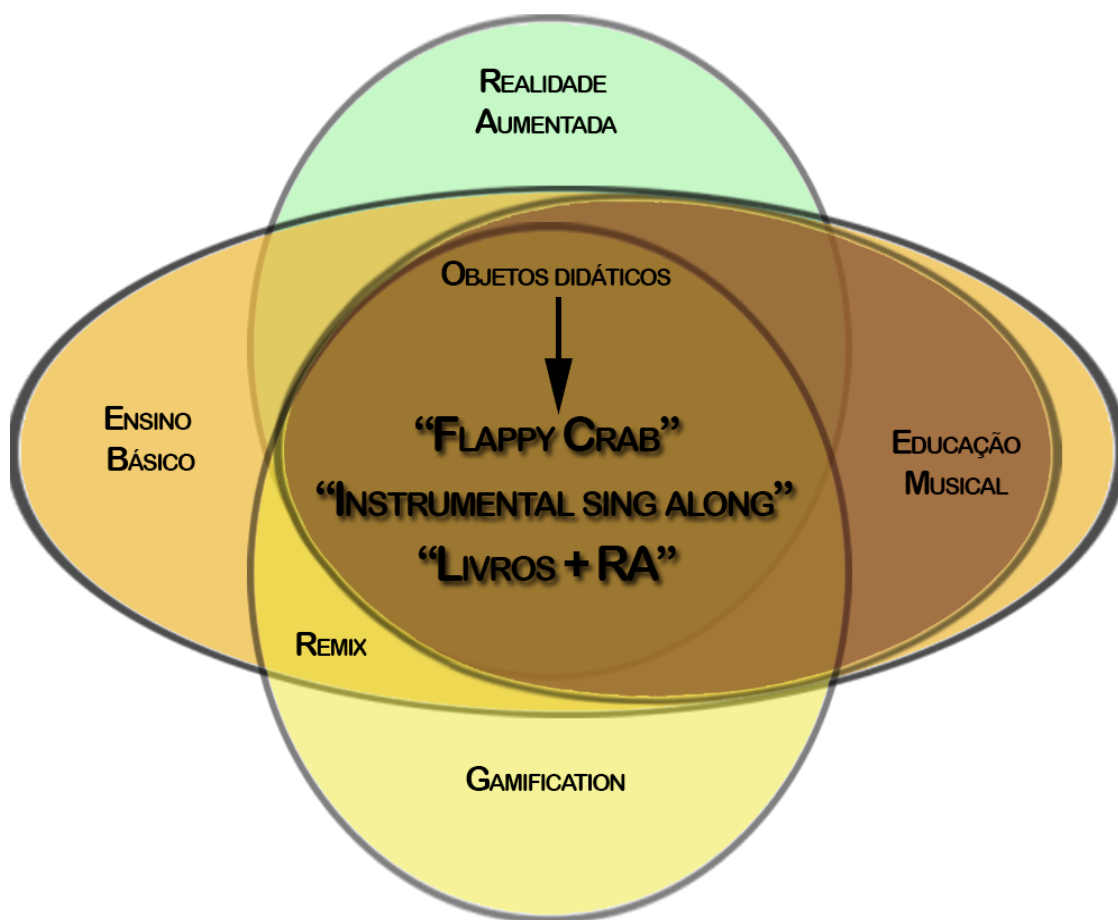 Realidade
Aumentada
Objetos didáticos
Ensino
Básico
“Flappy Crab”
“Instrumental sing along”
“Livros + RA”
Educação
Musical
Remix
Gamification